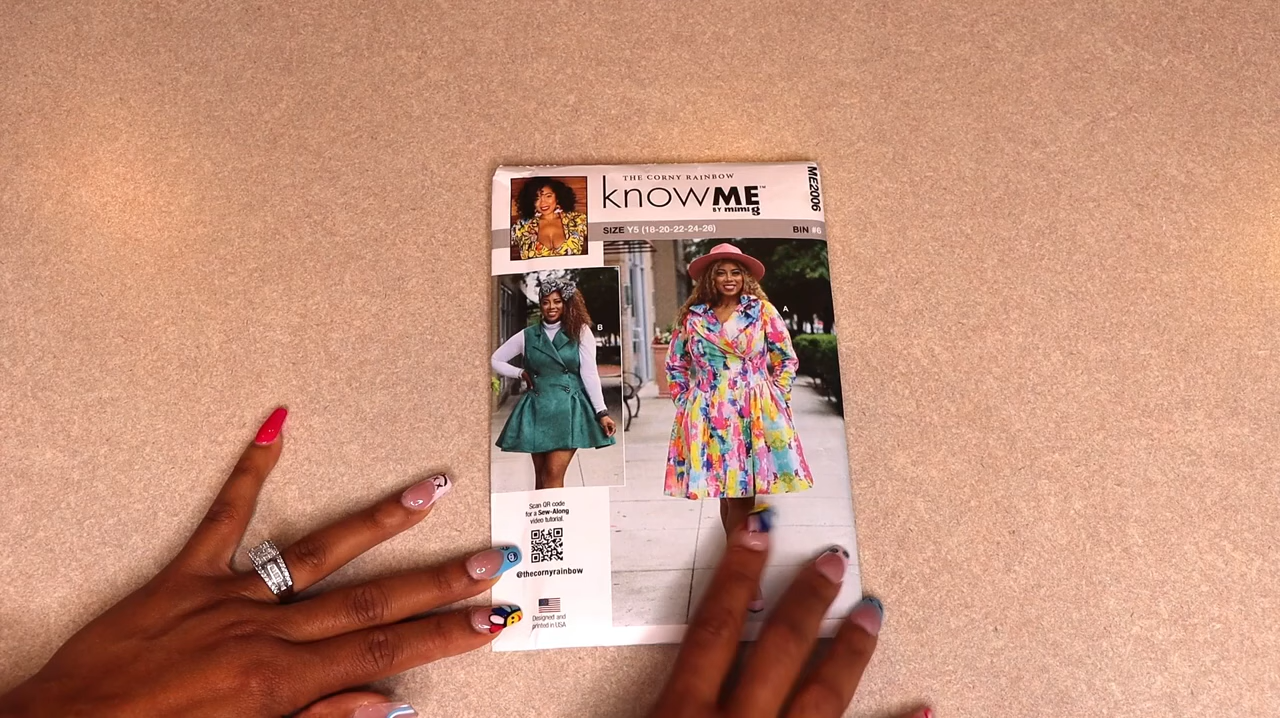 THE CORNY RAINBOW
knowME™
BY mimi g
ME2006
SIZE Y5 (18-20-22-24-26)
BIN #6
A
B
Scan QR code
for a Sew-Along
video tutorial.
@thecornyrainbow
Designed and
printed in USA